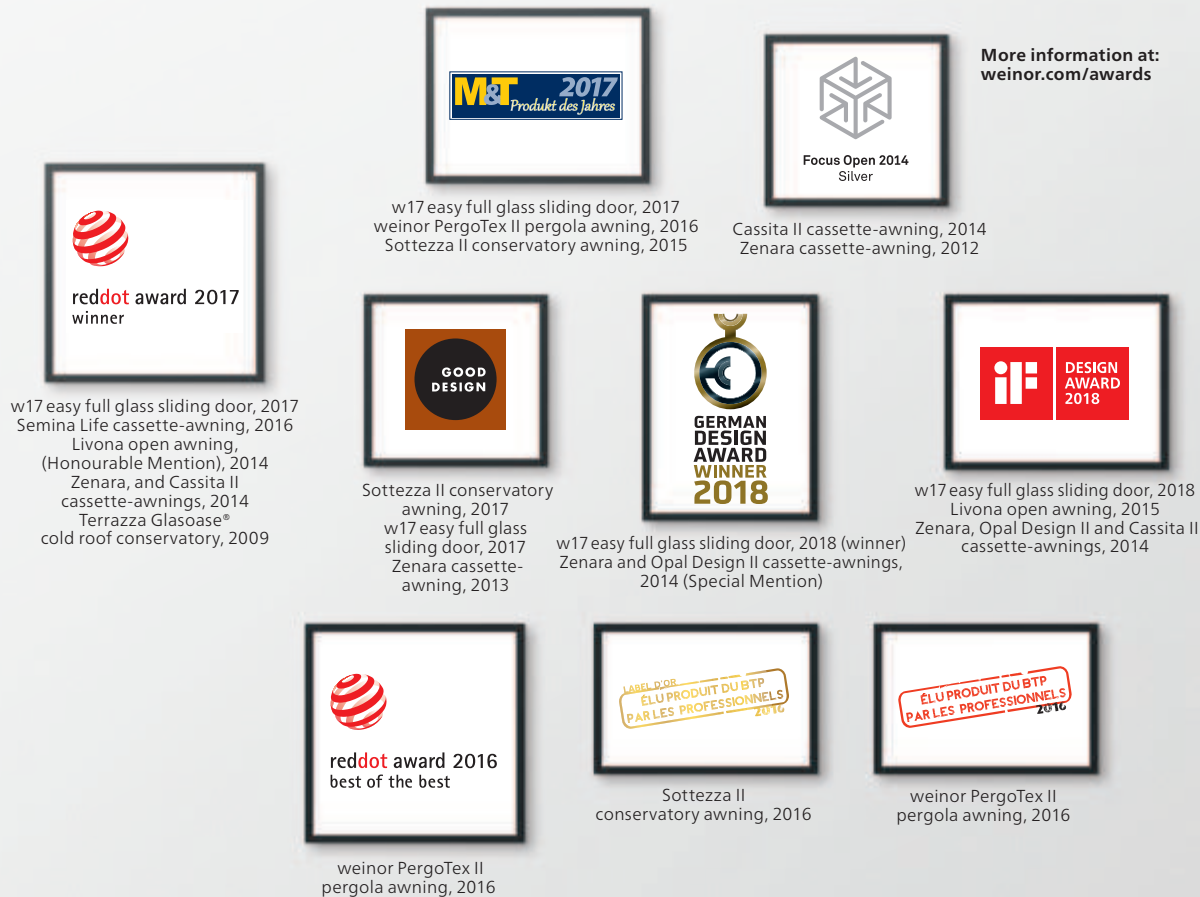 M&T 2017
Produkt des Jahres
w17 easy full glass sliding door, 2017
weinor PergoTex II pergola awning, 2016
Sottezza II conservatory awning, 2015
Focus Open 2014
Silver
Cassita II cassette-awning, 2014
Zenara cassette-awning, 2012
More information at:
weinor.com/awards
reddot award 2017
winner
w17 easy full glass sliding door, 2017
Semina Life cassette-awning, 2016
Livona open awning,
(Honourable Mention), 2014
Zenara, and Cassita II
cassette-awnings, 2014
Terrazza Glasoase®
cold roof conservatory, 2009
GOOD
DESIGN
Sottezza II conservatory
awning, 2017
w17 easy full glass
sliding door, 2017
Zenara cassette-
awning, 2013
GERMAN
DESIGN
AWARD
WINNER
2018
w17 easy full glass sliding door, 2018 (winner)
Zenara and Opal Design II cassette-awnings,
2014 (Special Mention)
iF
DESIGN
AWARD
2018
w17 easy full glass sliding door, 2018
Livona open awning, 2015
Zenara, Opal Design II and Cassita II
cassette-awnings, 2014
reddot award 2016
best of the best
weinor PergoTex II
pergola awning, 2016
LABEL D'OR
ÉLU PRODUIT DU BTP
PAR LES PROFESSIONNELS
2016
Sottezza II
conservatory awning, 2016
ÉLU PRODUIT DU BTP
PAR LES PROFESSIONNELS
2016
weinor PergoTex II
pergola awning, 2016